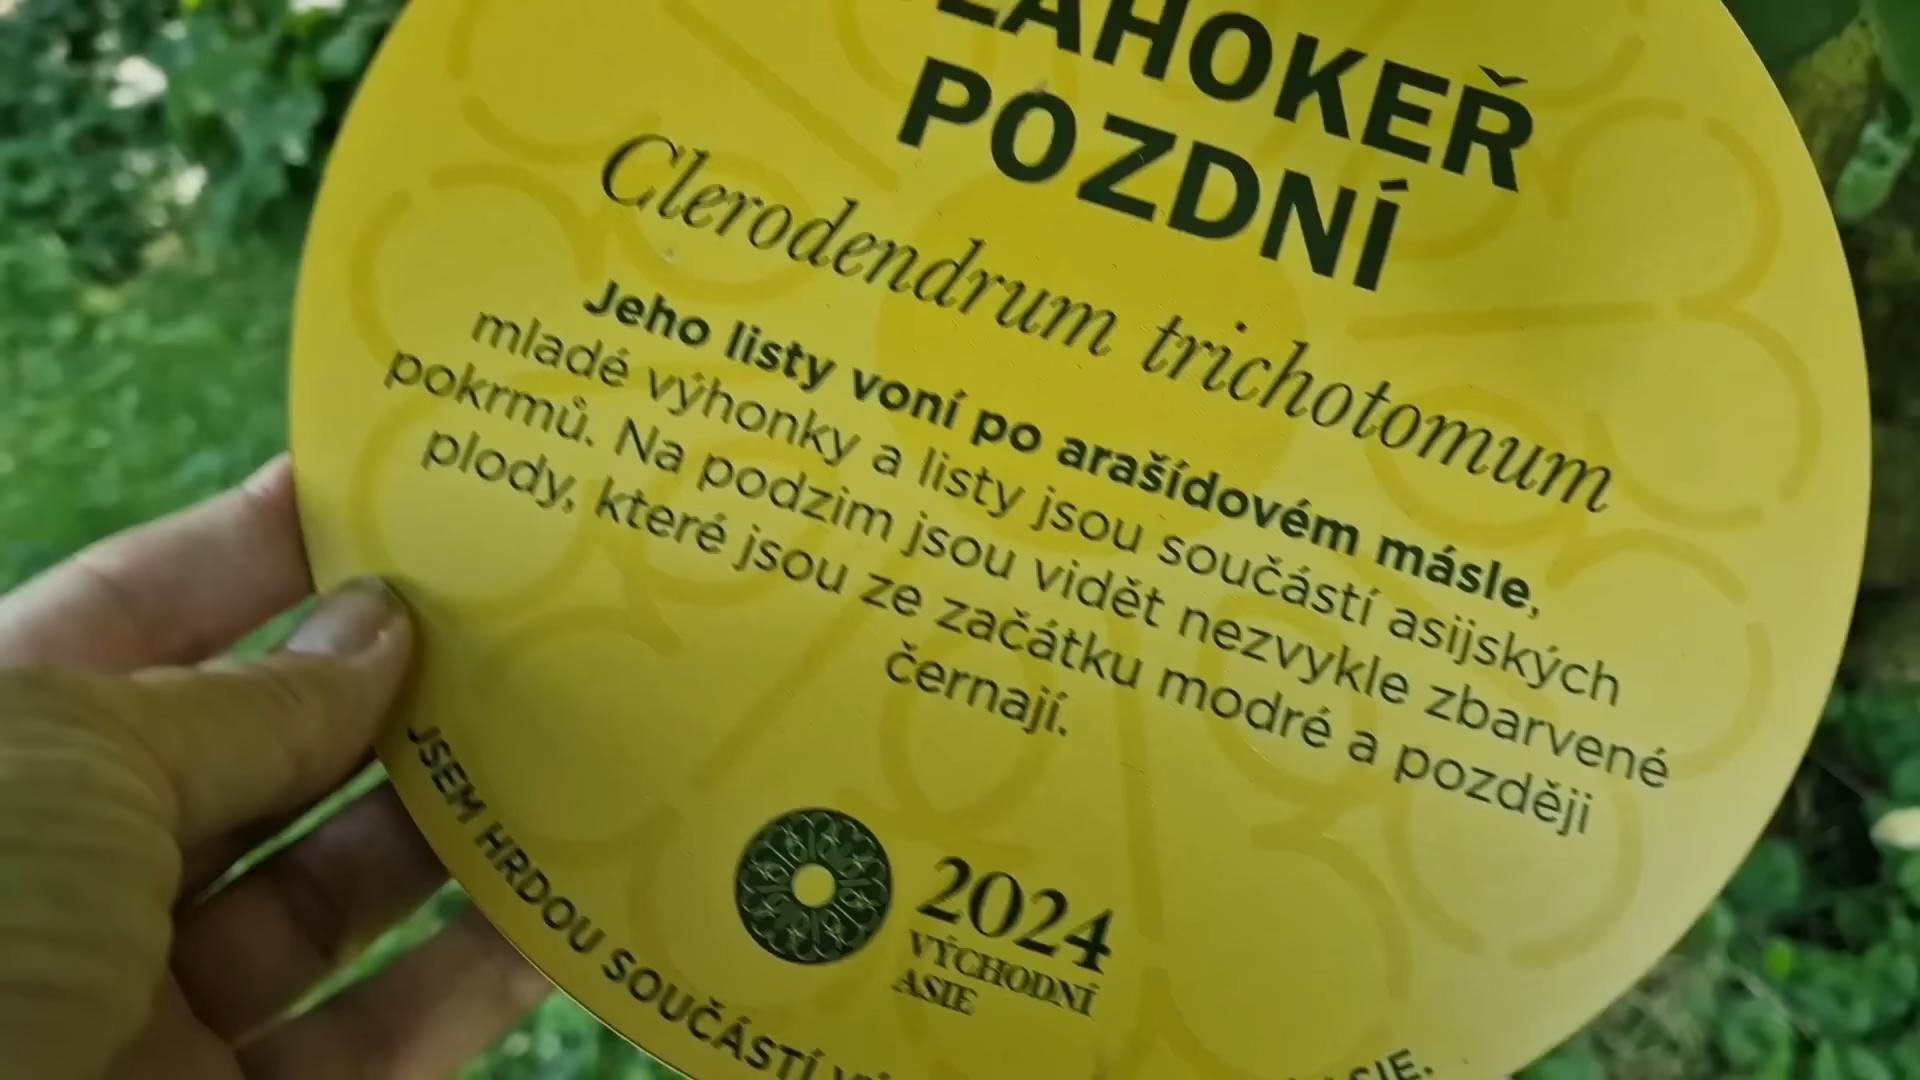 LAHOKEŘ
POZDNÍ
Clerodendrum trichotomum
Jeho listy voní po arašídovém másle,
mladé výhonky a listy jsou součástí asijských
pokrmů. Na podzim jsou vidět nezvykle zbarvené
plody, které jsou ze začátku modré a později
černají.
2024
VÝCHODNÍ
ASIE
JSEM HRDOU SOUČÁSTÍ